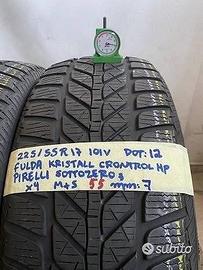 225/55R17 101V DOT:12
FULDA KRISTALL CRONTROL HP
PIRELLI SOTTOZERO 3
x4 M+S 55 mm:7
subito